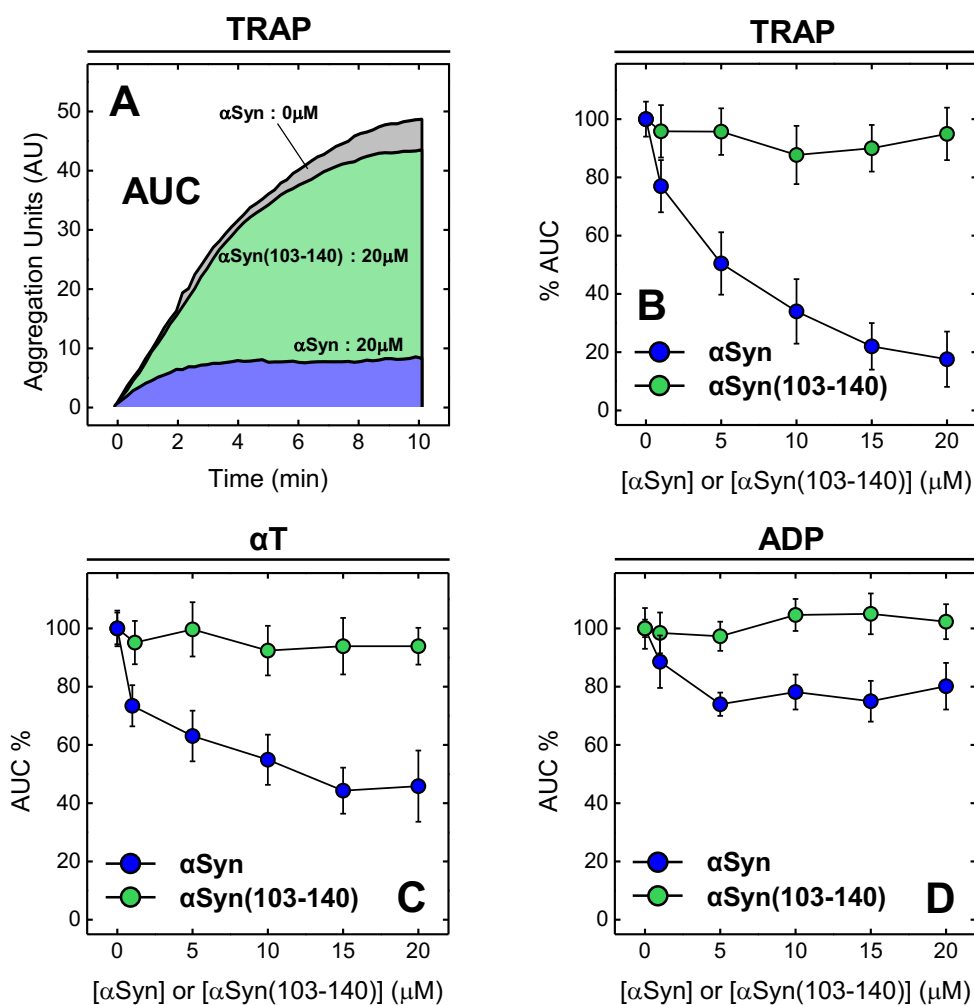 TRAP
A
αSyn : 0μM
AUC
αSyn(103-140) : 20μM
αSyn : 20μM
Aggregation Units (AU)
50
40
30
20
10
0
0 2 4 6 8 10
Time (min)
TRAP
% AUC
100
80
60
40
20
0
B
αSyn
αSyn(103-140)
0 5 10 15 20
[αSyn] or [αSyn(103-140)] (μM)
αT
AUC %
100
80
60
40
20
0
αSyn
αSyn(103-140)
C
0 5 10 15 20
[αSyn] or [αSyn(103-140)] (μM)
ADP
AUC %
100
80
60
40
20
0
αSyn
αSyn(103-140)
D
0 5 10 15 20
[αSyn] or [αSyn(103-140)] (μM)